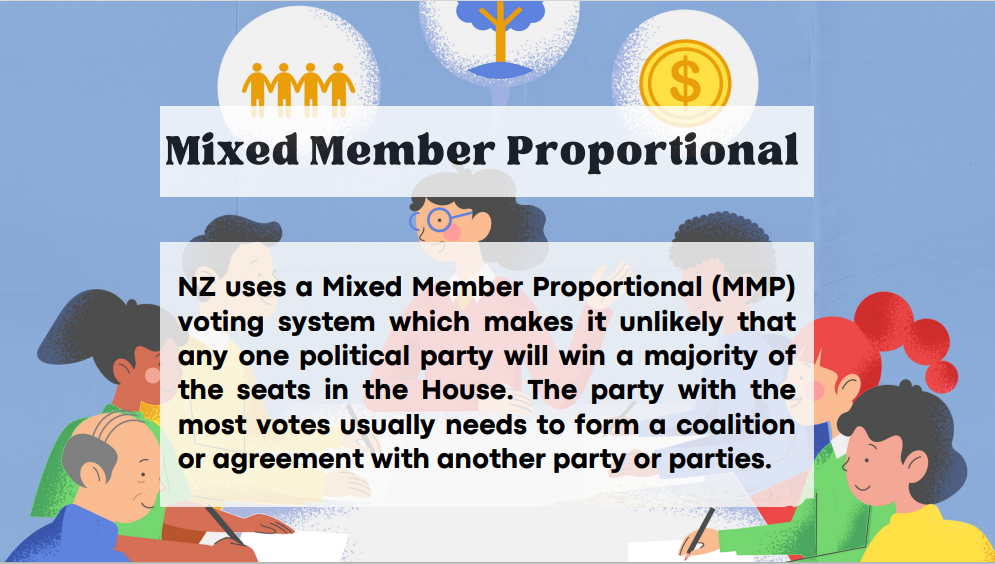 Mixed Member Proportional
NZ uses a Mixed Member Proportional (MMP)
voting system which makes it unlikely that
any one political party will win a majority of
the seats in the House. The party with the
most votes usually needs to form a coalition
or agreement with another party or parties.
$